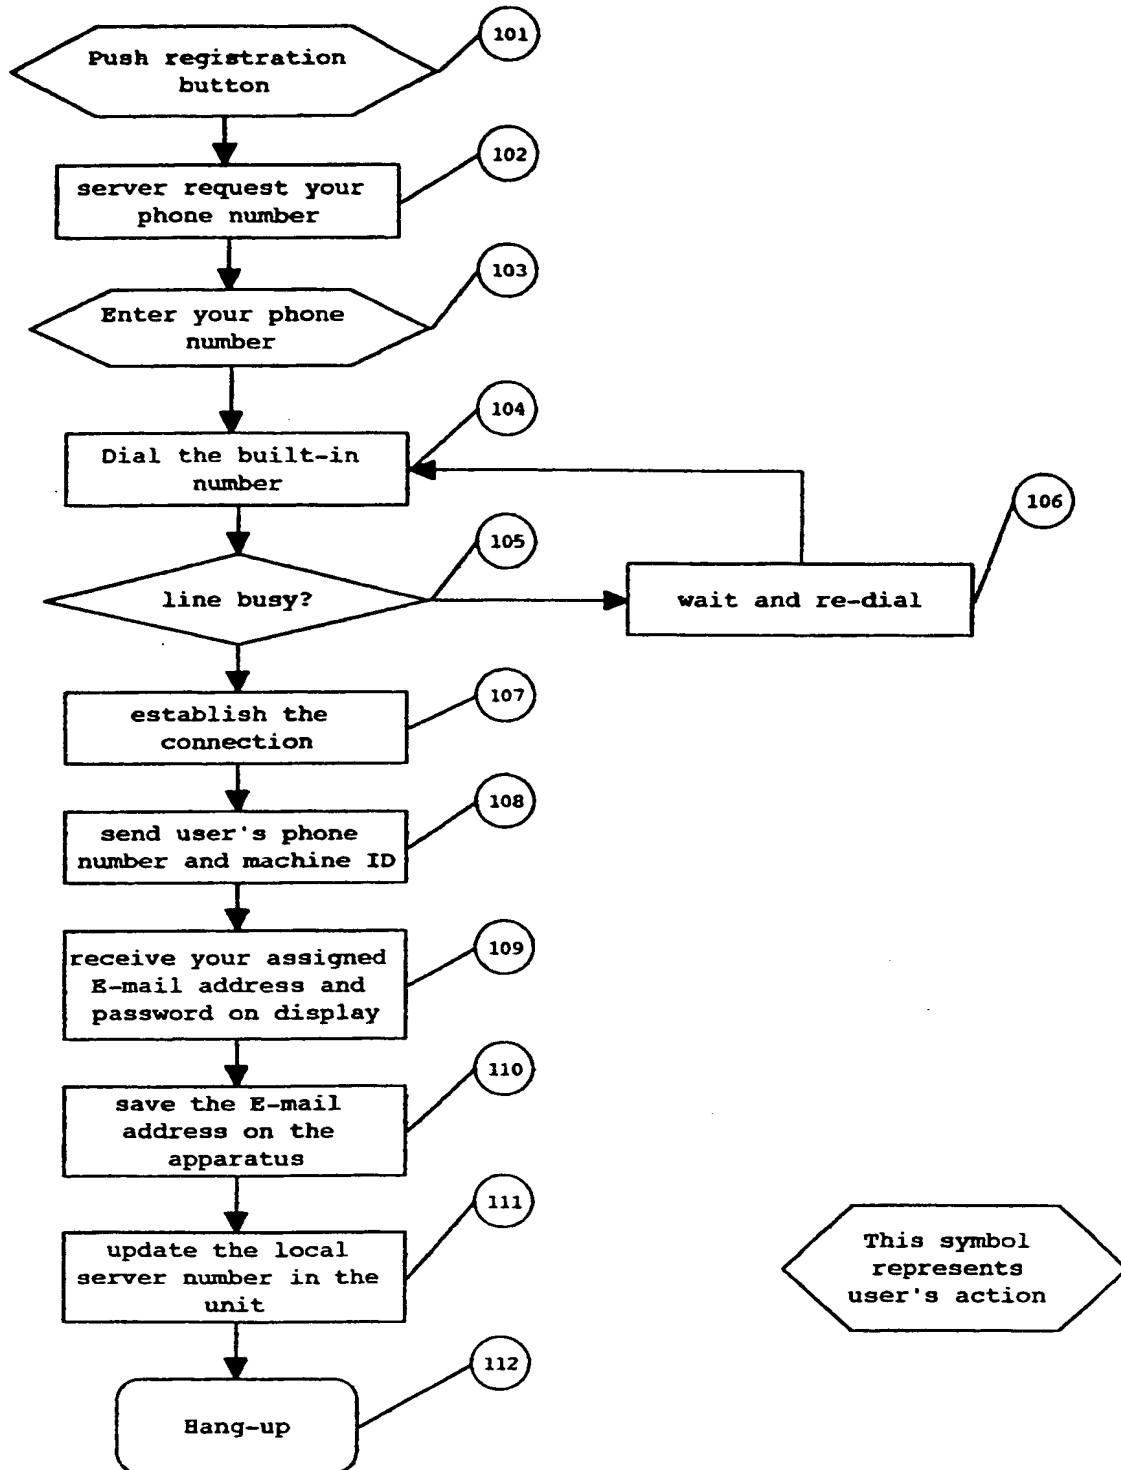 101
Push registration
button
102
server request your
phone number
103
Enter your phone
number
104
Dial the built-in
number
105
line busy?
106
wait and re-dial
107
establish the
connection
108
send user's phone
number and machine ID
109
receive your assigned
E-mail address and
password on display
110
save the E-mail
address on the
apparatus
111
update the local
server number in the
unit
112
Hang-up
This symbol
represents
user's action